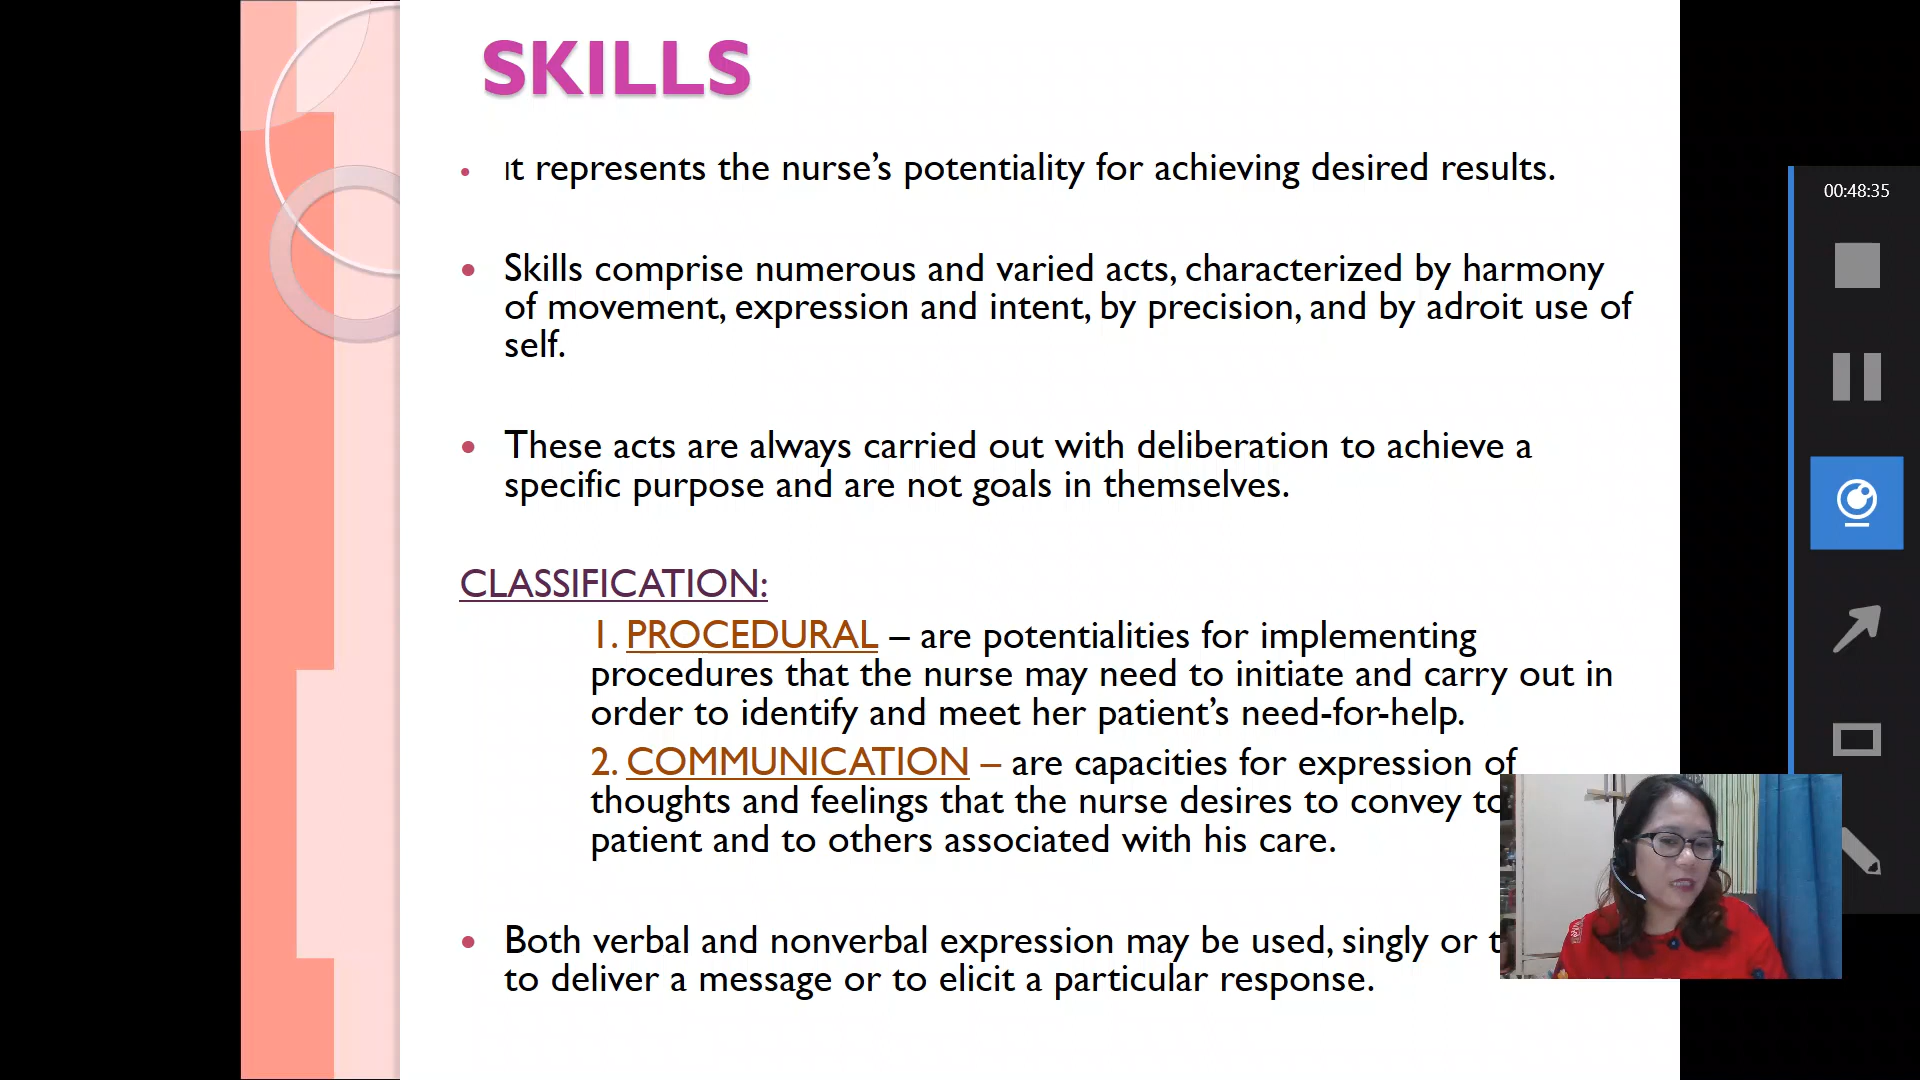 SKILLS
It represents the nurse's potentiality for achieving desired results.
Skills comprise numerous and varied acts, characterized by harmony
of movement, expression and intent, by precision, and by adroit use of
self.
These acts are always carried out with deliberation to achieve a
specific purpose and are not goals in themselves.
CLASSIFICATION:
1. PROCEDURAL – are potentialities for implementing
procedures that the nurse may need to initiate and carry out in
order to identify and meet her patient's need-for-help.
2. COMMUNICATION – are capacities for expression of
thoughts and feelings that the nurse desires to convey to
patient and to others associated with his care.
Both verbal and nonverbal expression may be used, singly or
to deliver a message or to elicit a particular response.
00:48:35